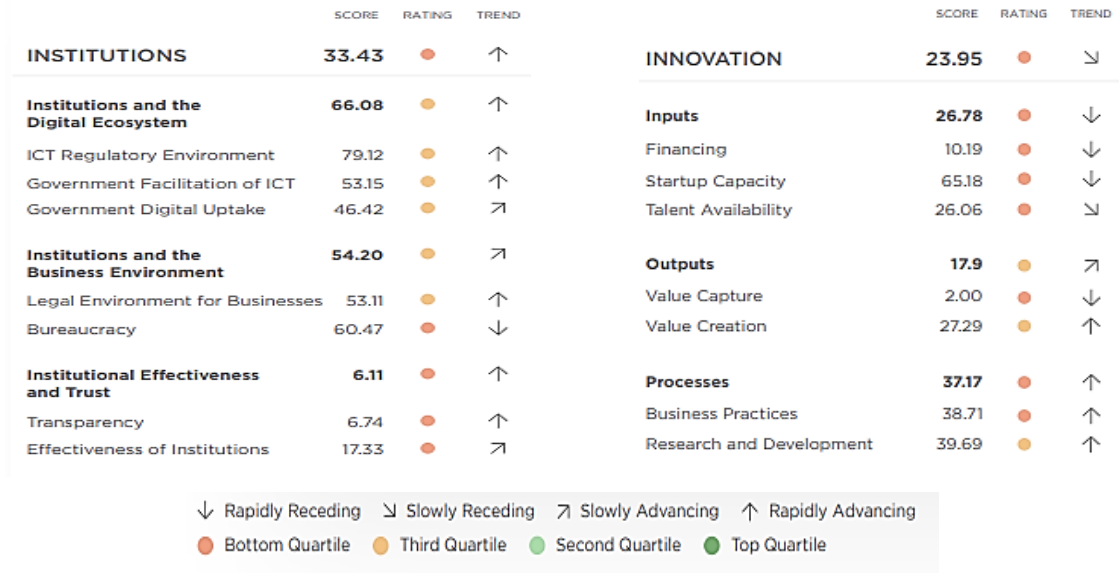 SCORE RATING TREND
INSTITUTIONS 33.43
Institutions and the
Digital Ecosystem 66.08
ICT Regulatory Environment 79.12
Government Facilitation of ICT 53.15
Government Digital Uptake 46.42
Institutions and the
Business Environment 54.20
Legal Environment for Businesses 53.11
Bureaucracy 60.47
Institutional Effectiveness
and Trust 6.11
Transparency 6.74
Effectiveness of Institutions 17.33
SCORE RATING TREND
INNOVATION 23.95
Inputs 26.78
Financing 10.19
Startup Capacity 65.18
Talent Availability 26.06
Outputs 17.9
Value Capture 2.00
Value Creation 27.29
Processes 37.17
Business Practices 38.71
Research and Development 39.69
↓ Rapidly Receding ↘ Slowly Receding ↗ Slowly Advancing ↑ Rapidly Advancing
Bottom Quartile Third Quartile Second Quartile Top Quartile